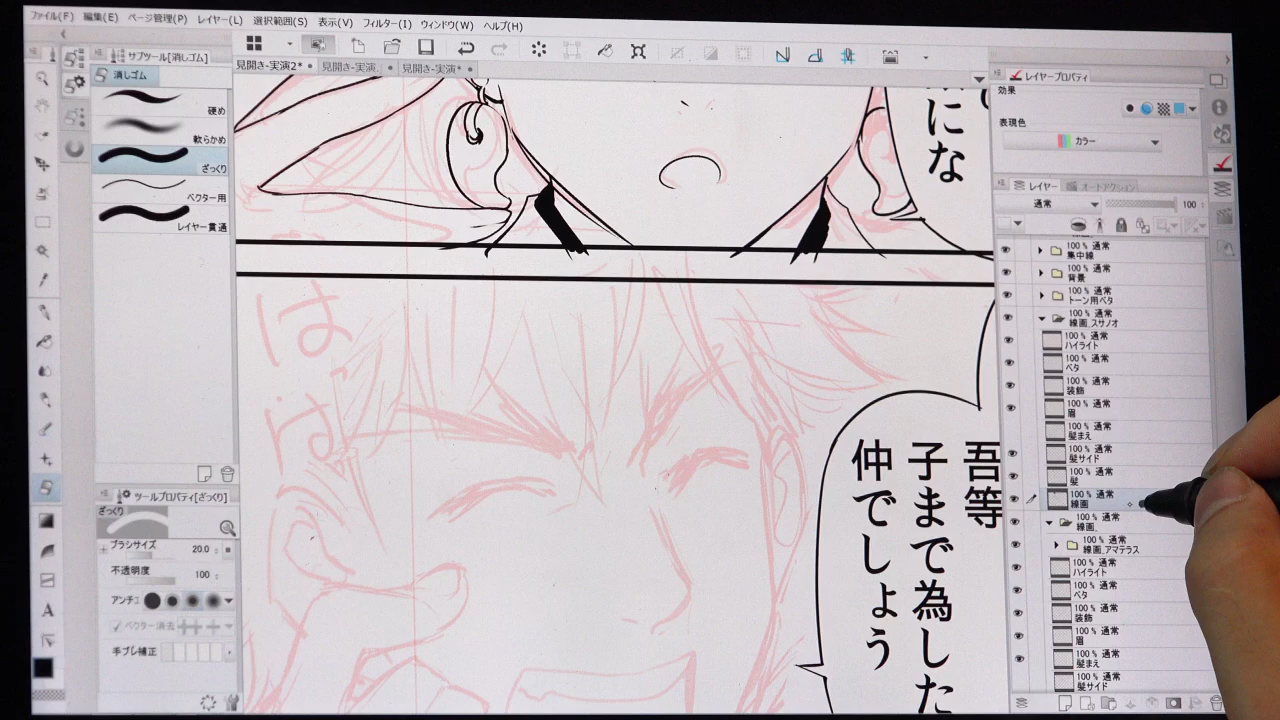 ファイル(F) 編集(E) ページ管理(P) レイヤー(L) 選択範囲(S) 表示(V) フィルター(I) ウィンドウ(W) ヘルプ(H)
サブツール[消しゴム]
消しゴム
硬め
軟らかめ
ざっくり
ベクター用
レイヤー貫通
ツールプロパティ[ざっくり]
ざっくり
ブラシサイズ 20.0
不透明度 100
アンチエ
ベクター消去
手ブレ補正
見開き-実演2* 見開き-実演_ 見開き-実演*
にな
はは
吾等
子まで為した
仲でしょう
レイヤープロパティ
効果
表現色
カラー
レイヤー オートアクション
通常 100
100 % 通常
集中線
100 % 通常
背景
100 % 通常
トーン用ベタ
100 % 通常
線画_スサノオ
100 % 通常
ハイライト
100 % 通常
ベタ
100 % 通常
装飾
100 % 通常
眉
100 % 通常
髪まえ
100 % 通常
髪サイド
100 % 通常
髪
100 % 通常
線画
100 % 通常
線画_
100 % 通常
線画_アマテラス
100 % 通常
ハイライト
100 % 通常
ベタ
100 % 通常
装飾
100 % 通常
眉
100 % 通常
髪まえ
100 % 通常
髪サイド